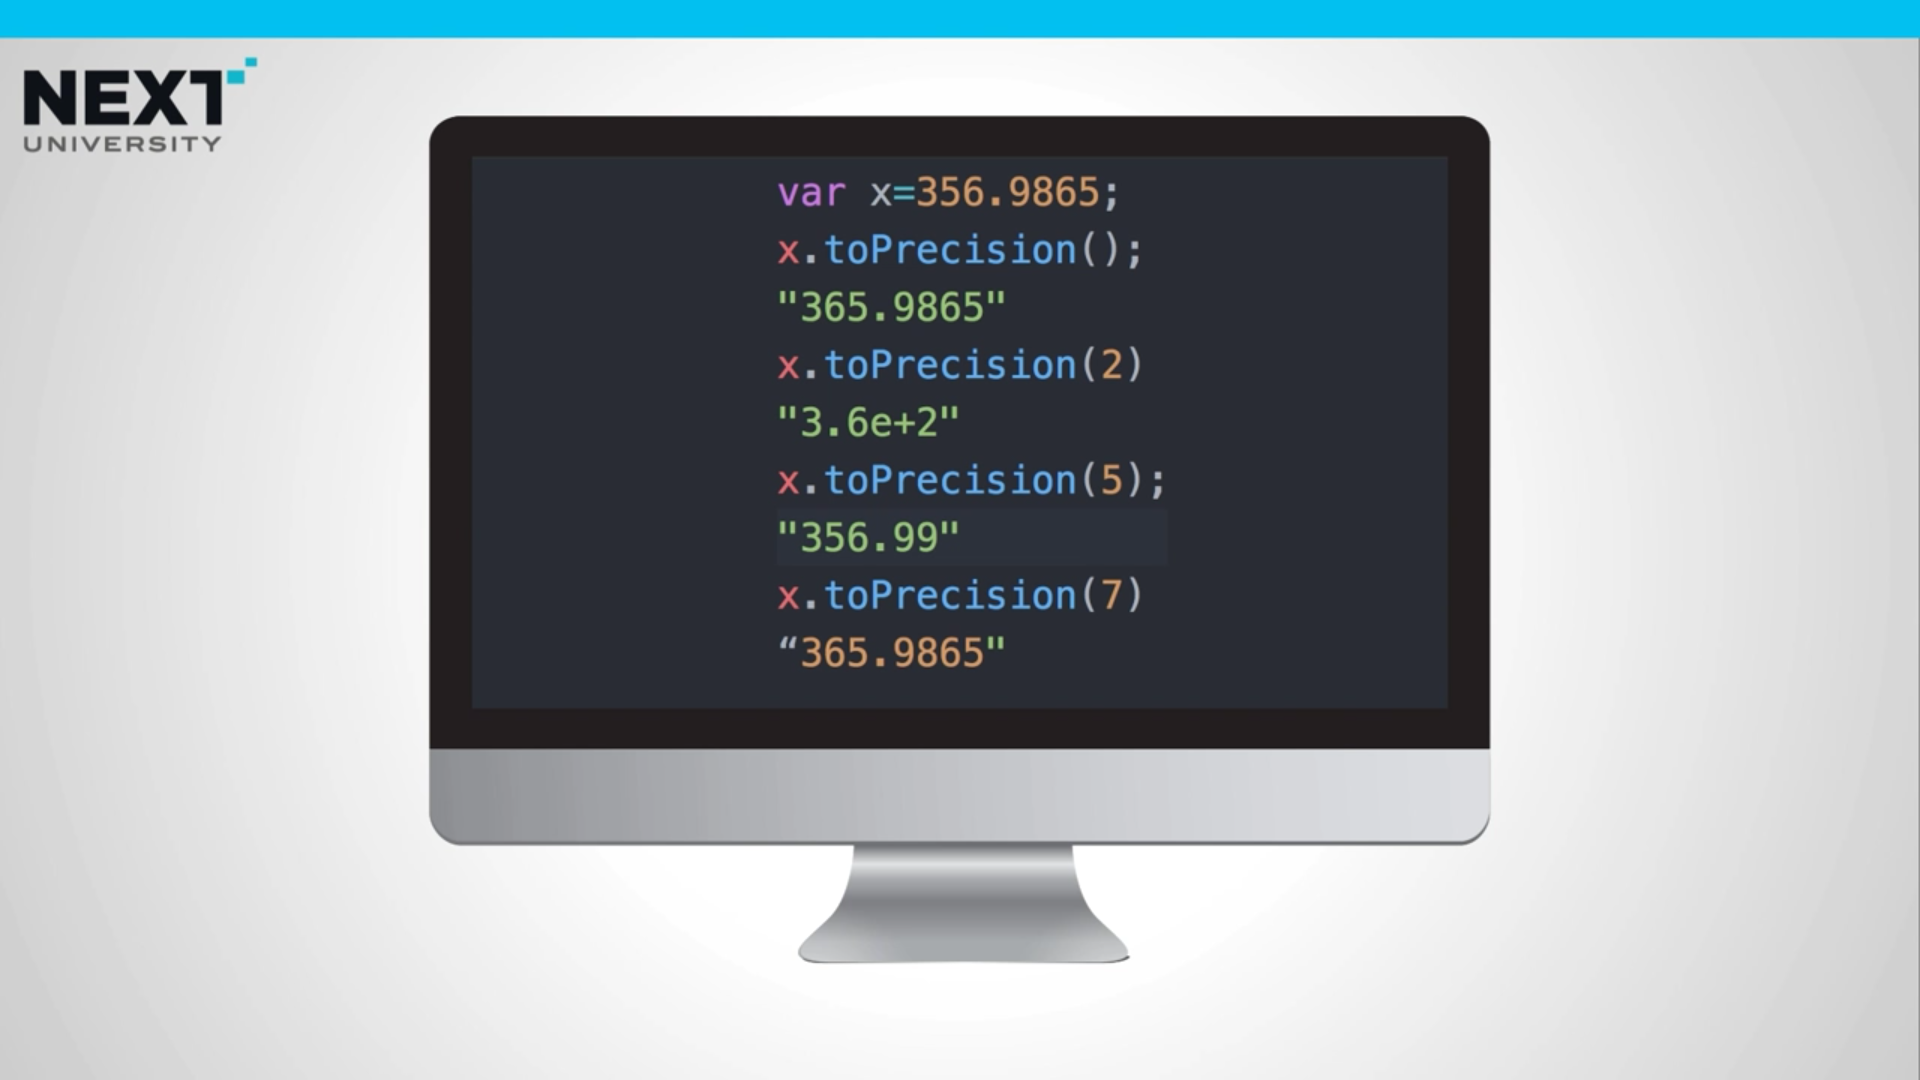 NEXT
UNIVERSITY
var x=356.9865;
x.toPrecision();
"365.9865"
x.toPrecision(2)
"3.6e+2"
x.toPrecision(5);
"356.99"
x.toPrecision(7)
“365.9865"